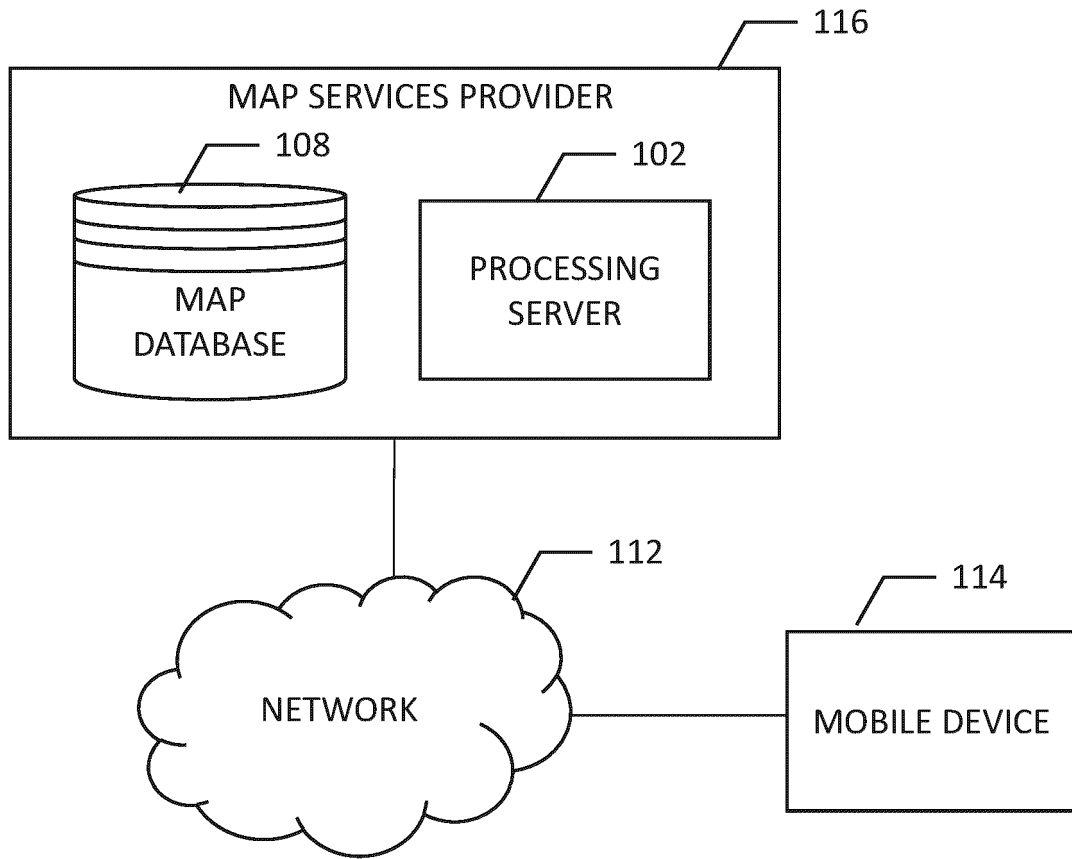 116
MAP SERVICES PROVIDER
108
102
MAP
DATABASE
PROCESSING
SERVER
112
114
NETWORK
MOBILE DEVICE